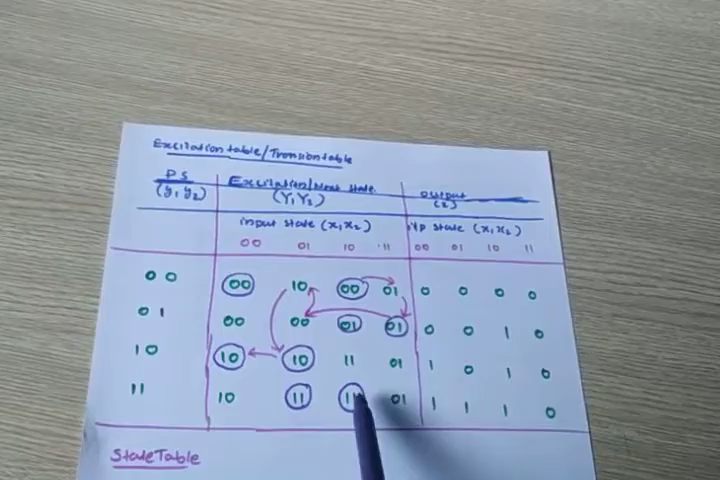 Excitation table/Transion table
PS Excitation/Next state output
(y₁ y₂) (Y₁ Y₂) (z)
input state (x₁ x₂) i/p state (x₁ x₂)
00 01 10 11 00 01 10 11
00 00 10 00 01 0 0 0 0
01 00 00 01 01 0 0 1 0
10 10 10 11 01 1 0 1 0
11 10 11 11 01 1 1 1 0
State Table